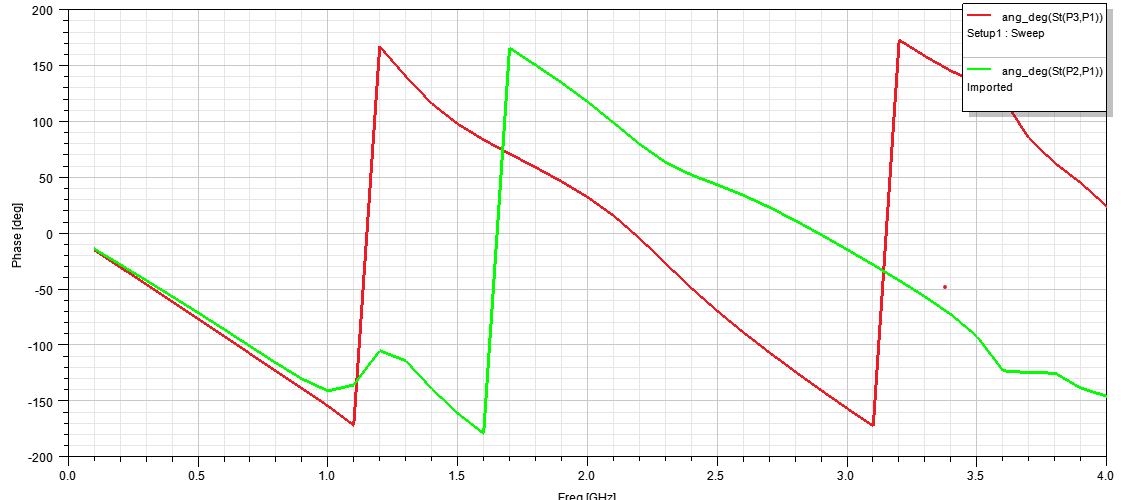 200
150
100
50
0
-50
-100
-150
-200
Phase [deg]
0.0 0.5 1.0 1.5 2.0 2.5 3.0 3.5 4.0
Freq [GHz]
ang_deg(St(P3,P1))
Setup1 : Sweep
ang_deg(St(P2,P1))
Imported